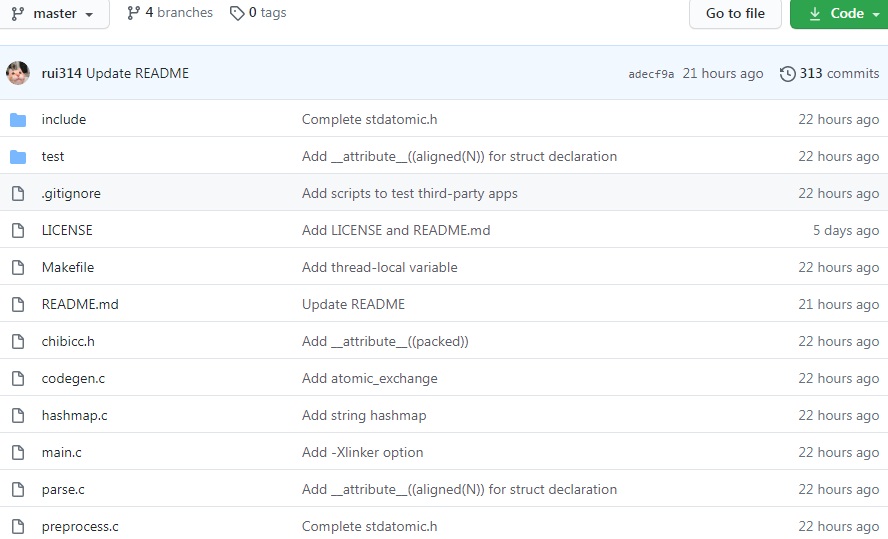 master 4 branches 0 tags Go to file Code
rui314 Update README adecf9a 21 hours ago 313 commits
include Complete stdatomic.h 22 hours ago
test Add __attribute__((aligned(N)) for struct declaration 22 hours ago
.gitignore Add scripts to test third-party apps 22 hours ago
LICENSE Add LICENSE and README.md 5 days ago
Makefile Add thread-local variable 22 hours ago
README.md Update README 21 hours ago
chibicc.h Add __attribute__((packed)) 22 hours ago
codegen.c Add atomic_exchange 22 hours ago
hashmap.c Add string hashmap 22 hours ago
main.c Add -Xlinker option 22 hours ago
parse.c Add __attribute__((aligned(N)) for struct declaration 22 hours ago
preprocess.c Complete stdatomic.h 22 hours ago